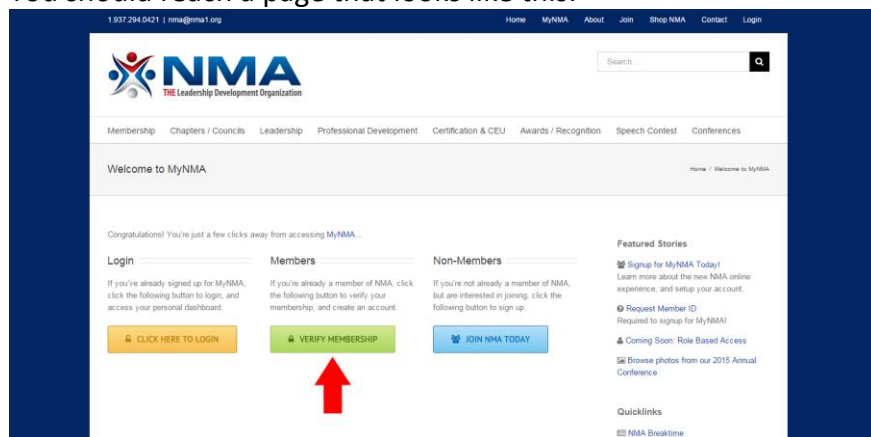 You should reach a page that looks like this:
1.937.294.0421 | nma@nma1.org
Home MyNMA About Join Shop NMA Contact Login
NMA
THE Leadership Development Organization
Search ...
Membership Chapters / Councils Leadership Professional Development Certification & CEU Awards / Recognition Speech Contest Conferences
Welcome to MyNMA
Home / Welcome to MyNMA
Congratulations! You're just a few clicks away from accessing MyNMA...
Login
If you've already signed up for MyNMA,
click the following button to login, and
access your personal dashboard.
CLICK HERE TO LOGIN
Members
If you're already a member of NMA, click
the following button to verify your
membership, and create an account.
VERIFY MEMBERSHIP
Non-Members
If you're not already a member of NMA,
but are interested in joining, click the
following button to sign up.
JOIN NMA TODAY
Featured Stories
Signup for MyNMA Today!
Learn more about the new NMA online
experience, and setup your account.
Request Member ID
Required to signup for MyNMA!
Coming Soon: Role Based Access
Browse photos from our 2015 Annual
Conference
Quicklinks
NMA Breaktime